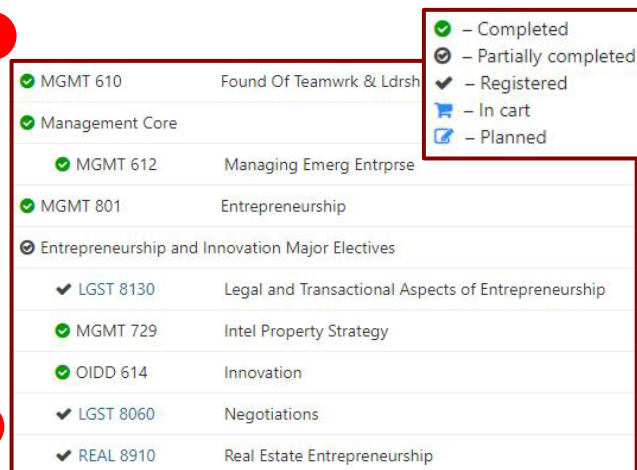 – Completed
– Partially completed
– Registered
– In cart
– Planned
MGMT 610 Found Of Teamwrk & Ldrsh
Management Core
MGMT 612 Managing Emerg Entrprse
MGMT 801 Entrepreneurship
Entrepreneurship and Innovation Major Electives
LGST 8130 Legal and Transactional Aspects of Entrepreneurship
MGMT 729 Intel Property Strategy
OIDD 614 Innovation
LGST 8060 Negotiations
REAL 8910 Real Estate Entrepreneurship